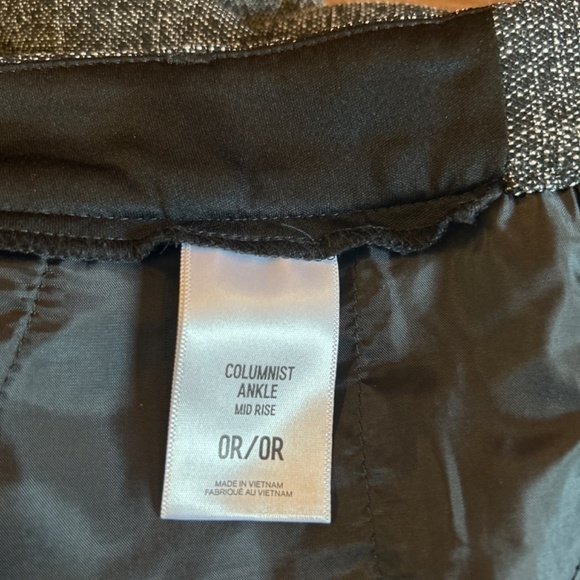 COLUMNIST
ANKLE
MID RISE
0R/0R
MADE IN VIETNAM
FABRIQUÉ AU VIETNAM